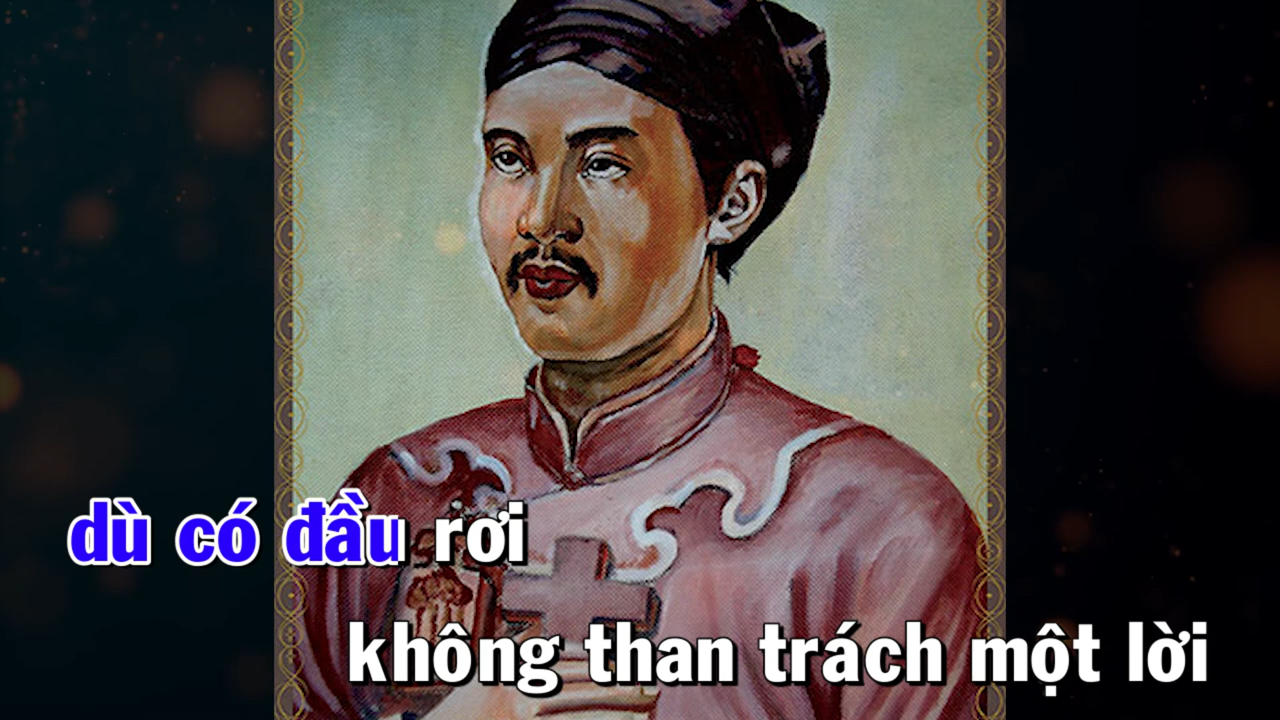 dù có đầu rơi
không than trách một lời